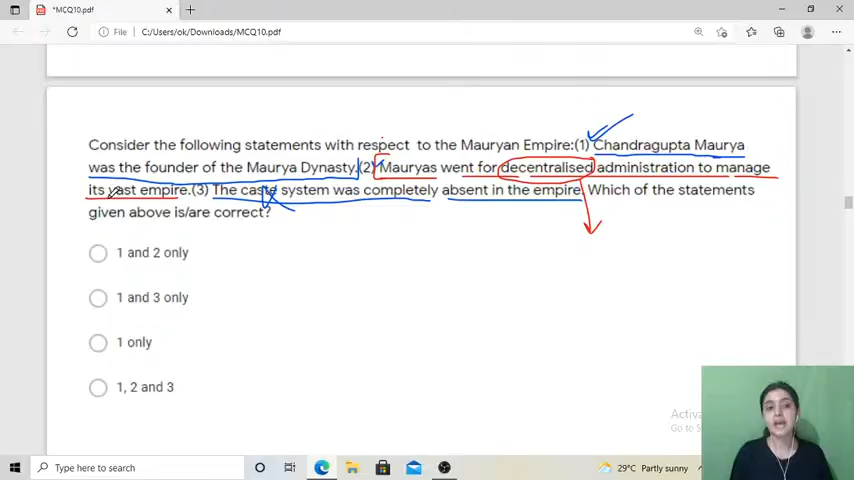 *MCQ10.pdf
File
C:/Users/ok/Downloads/MCQ10.pdf
Consider the following statements with respect to the Mauryan Empire:(1) Chandragupta Maurya
was the founder of the Maurya Dynasty.(2) Mauryas went for decentralised administration to manage
its vast empire.(3) The caste system was completely absent in the empire. Which of the statements
given above is/are correct?
1 and 2 only
1 and 3 only
1 only
1, 2 and 3
Type here to search
29°C Partly sunny